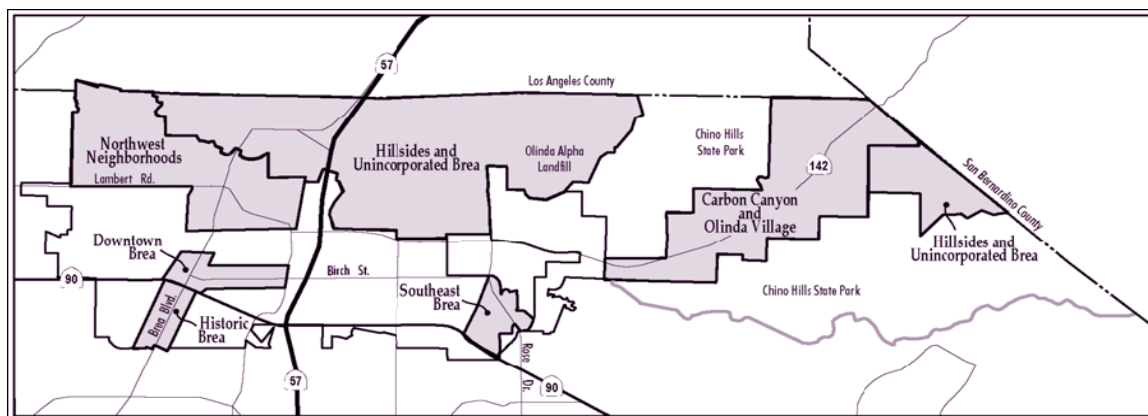 57
Los Angeles County
Northwest
Neighborhoods
Hillsides and
Unincorporated Brea
Olinda Alpha
Landfill
Chino Hills
State Park
142
Lambert Rd.
San Bernardino County
Carbon Canyon
and
Olinda Village
Downtown
Brea
Hillsides and
Unincorporated Brea
90
Birch St.
Southeast
Brea
Chino Hills State Park
Brea Blvd.
Historic
Brea
Rose Dr.
57
90